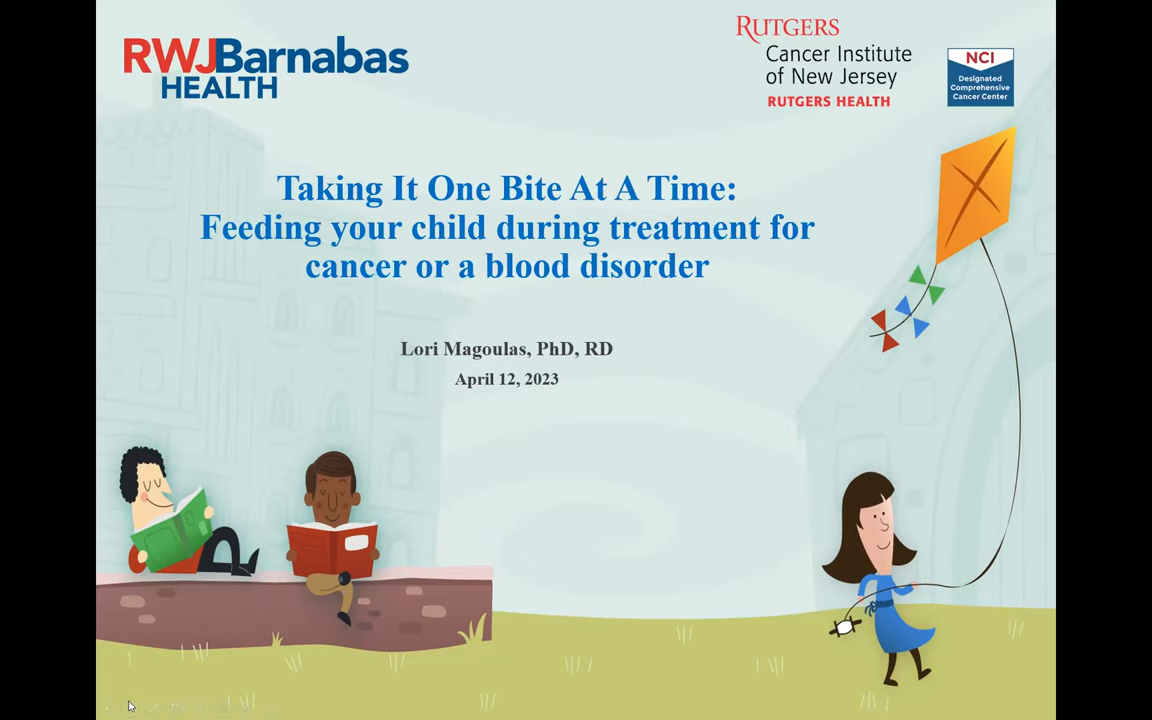 RWJBarnabas
HEALTH
RUTGERS
Cancer Institute
of New Jersey
RUTGERS HEALTH
NCI
Designated
Comprehensive
Cancer Center
Taking It One Bite At A Time:
Feeding your child during treatment for
cancer or a blood disorder
Lori Magoulas, PhD, RD
April 12, 2023